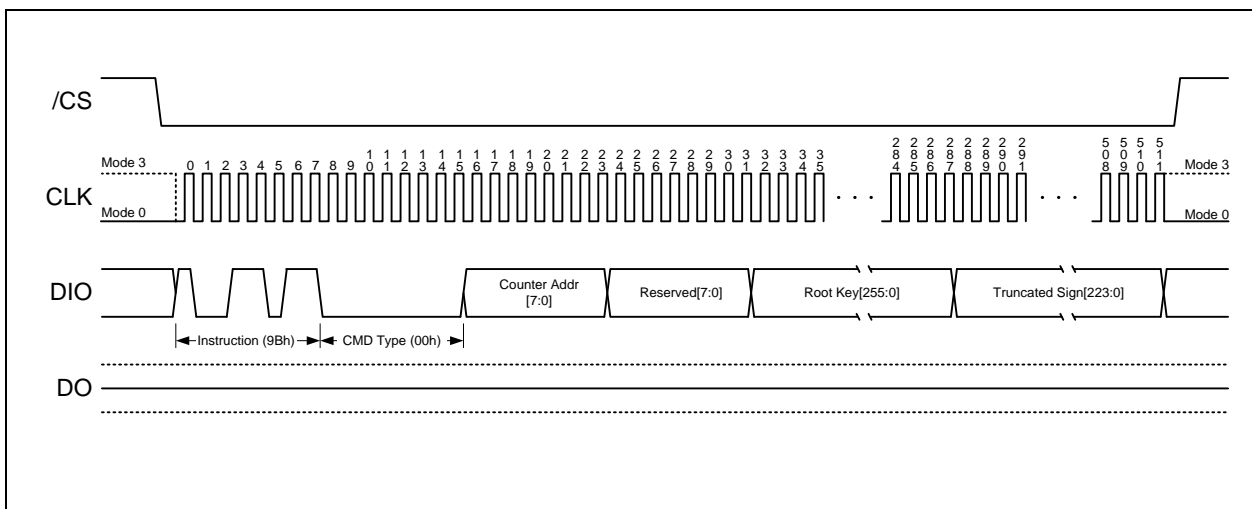 /CS
Mode 3
0 1 2 3 4 5 6 7 8 9 10 11 12 13 14 15 16 17 18 19 20 21 22 23 24 25 26 27 28 29 30 31 32 33 34 35 284 285 286 287 288 289 290 291 508 509 510 511
Mode 3
CLK
Mode 0
Mode 0
DIO
Counter Addr
[7:0]
Reserved[7:0]
Root Key[255:0]
Truncated Sign[223:0]
Instruction (9Bh)
CMD Type (00h)
DO